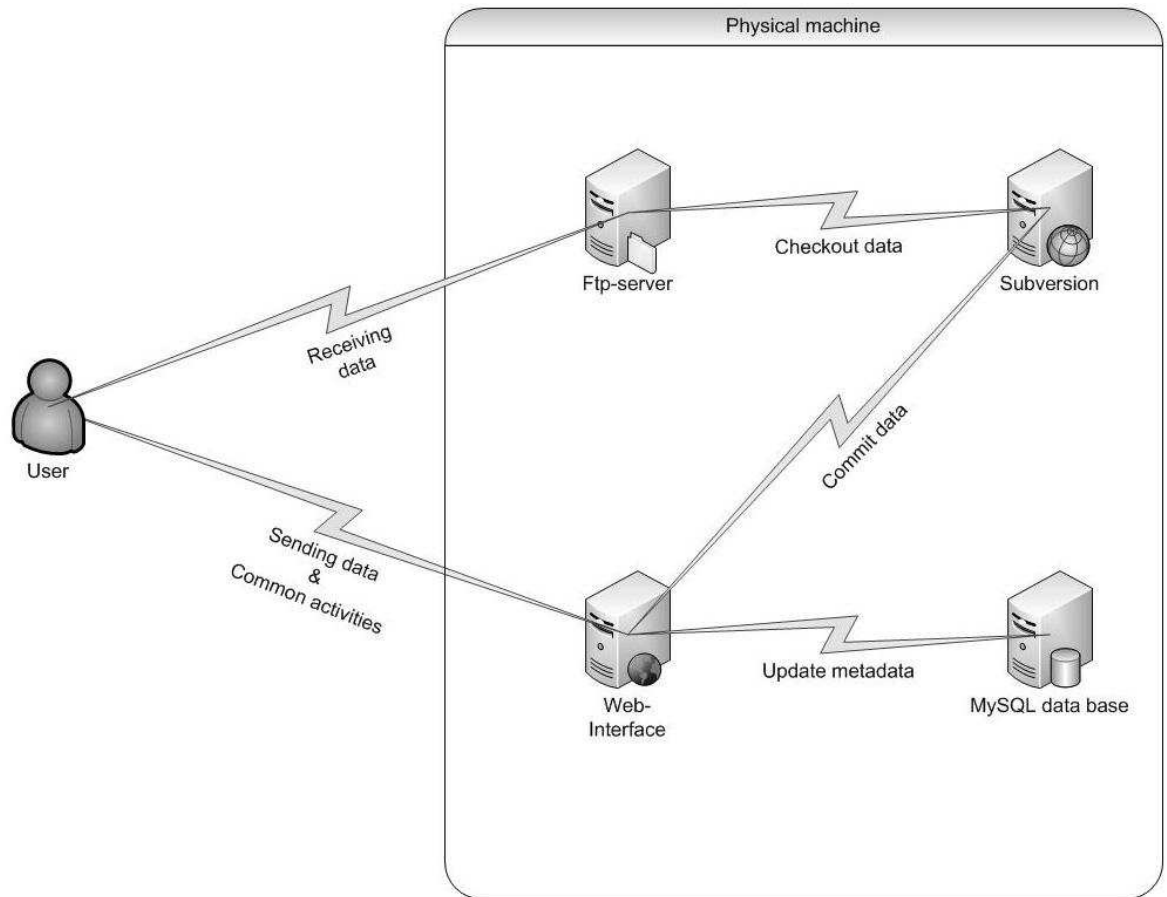 Physical machine
Checkout data
Ftp-server
Subversion
Receiving
data
Commit data
User
Sending data
&
Common activities
Update metadata
Web-
Interface
MySQL data base